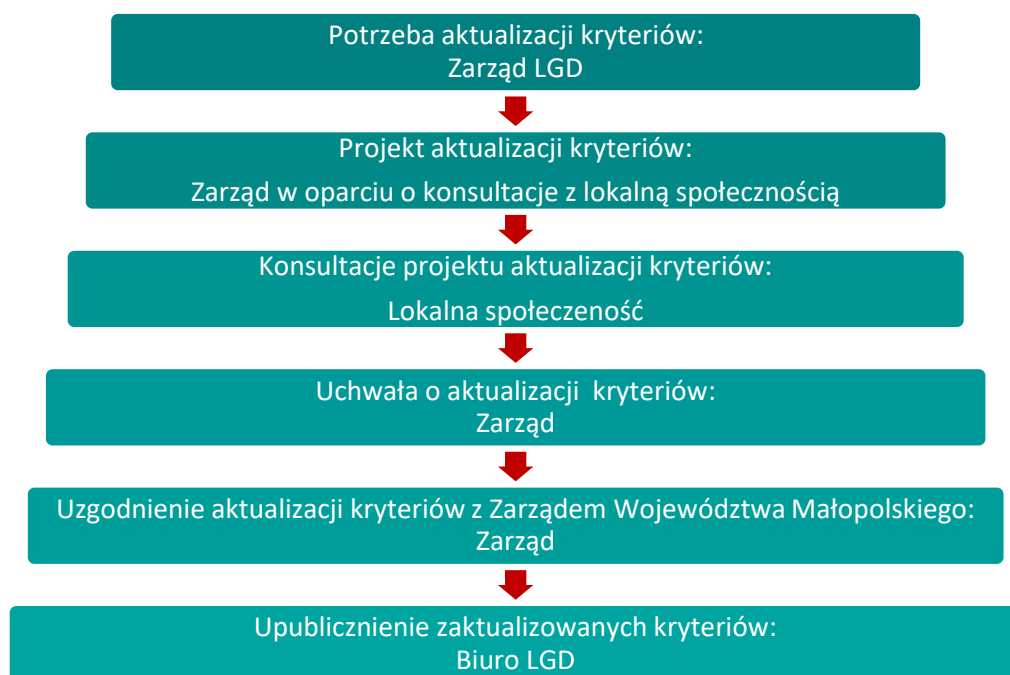 Potrzeba aktualizacji kryteriów:
Zarząd LGD
Projekt aktualizacji kryteriów:
Zarząd w oparciu o konsultacje z lokalną społecznością
Konsultacje projektu aktualizacji kryteriów:
Lokalna społeczeność
Uchwała o aktualizacji kryteriów:
Zarząd
Uzgodnienie aktualizacji kryteriów z Zarządem Województwa Małopolskiego:
Zarząd
Upublicznienie zaktualizowanych kryteriów:
Biuro LGD